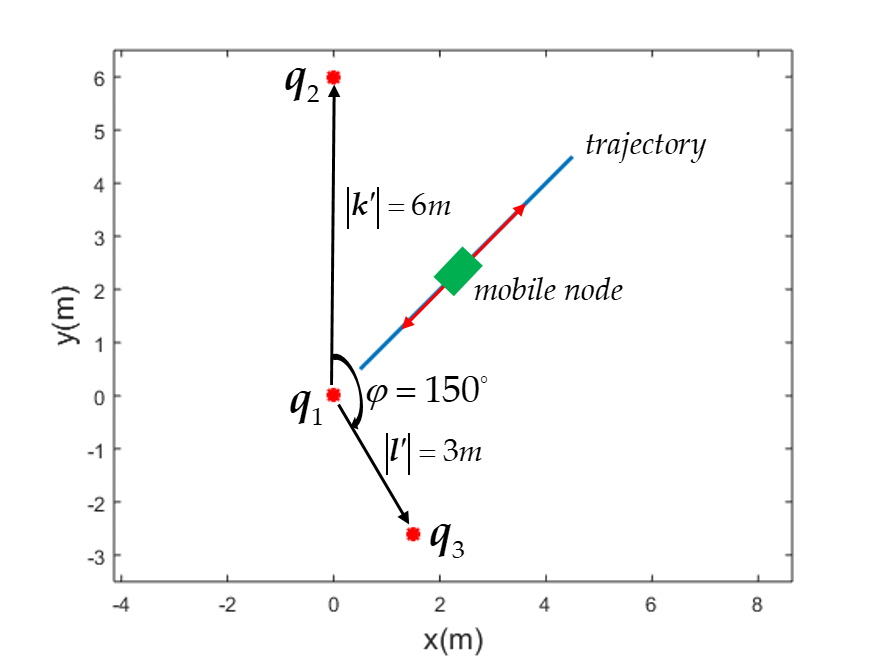 q₂
6
5
4
3
2
1
0
-1
-2
-3
y(m)
trajectory
|k'| = 6m
mobile node
q₁
φ = 150°
|l'| = 3m
q₃
-4
-2
0
2
4
6
8
x(m)